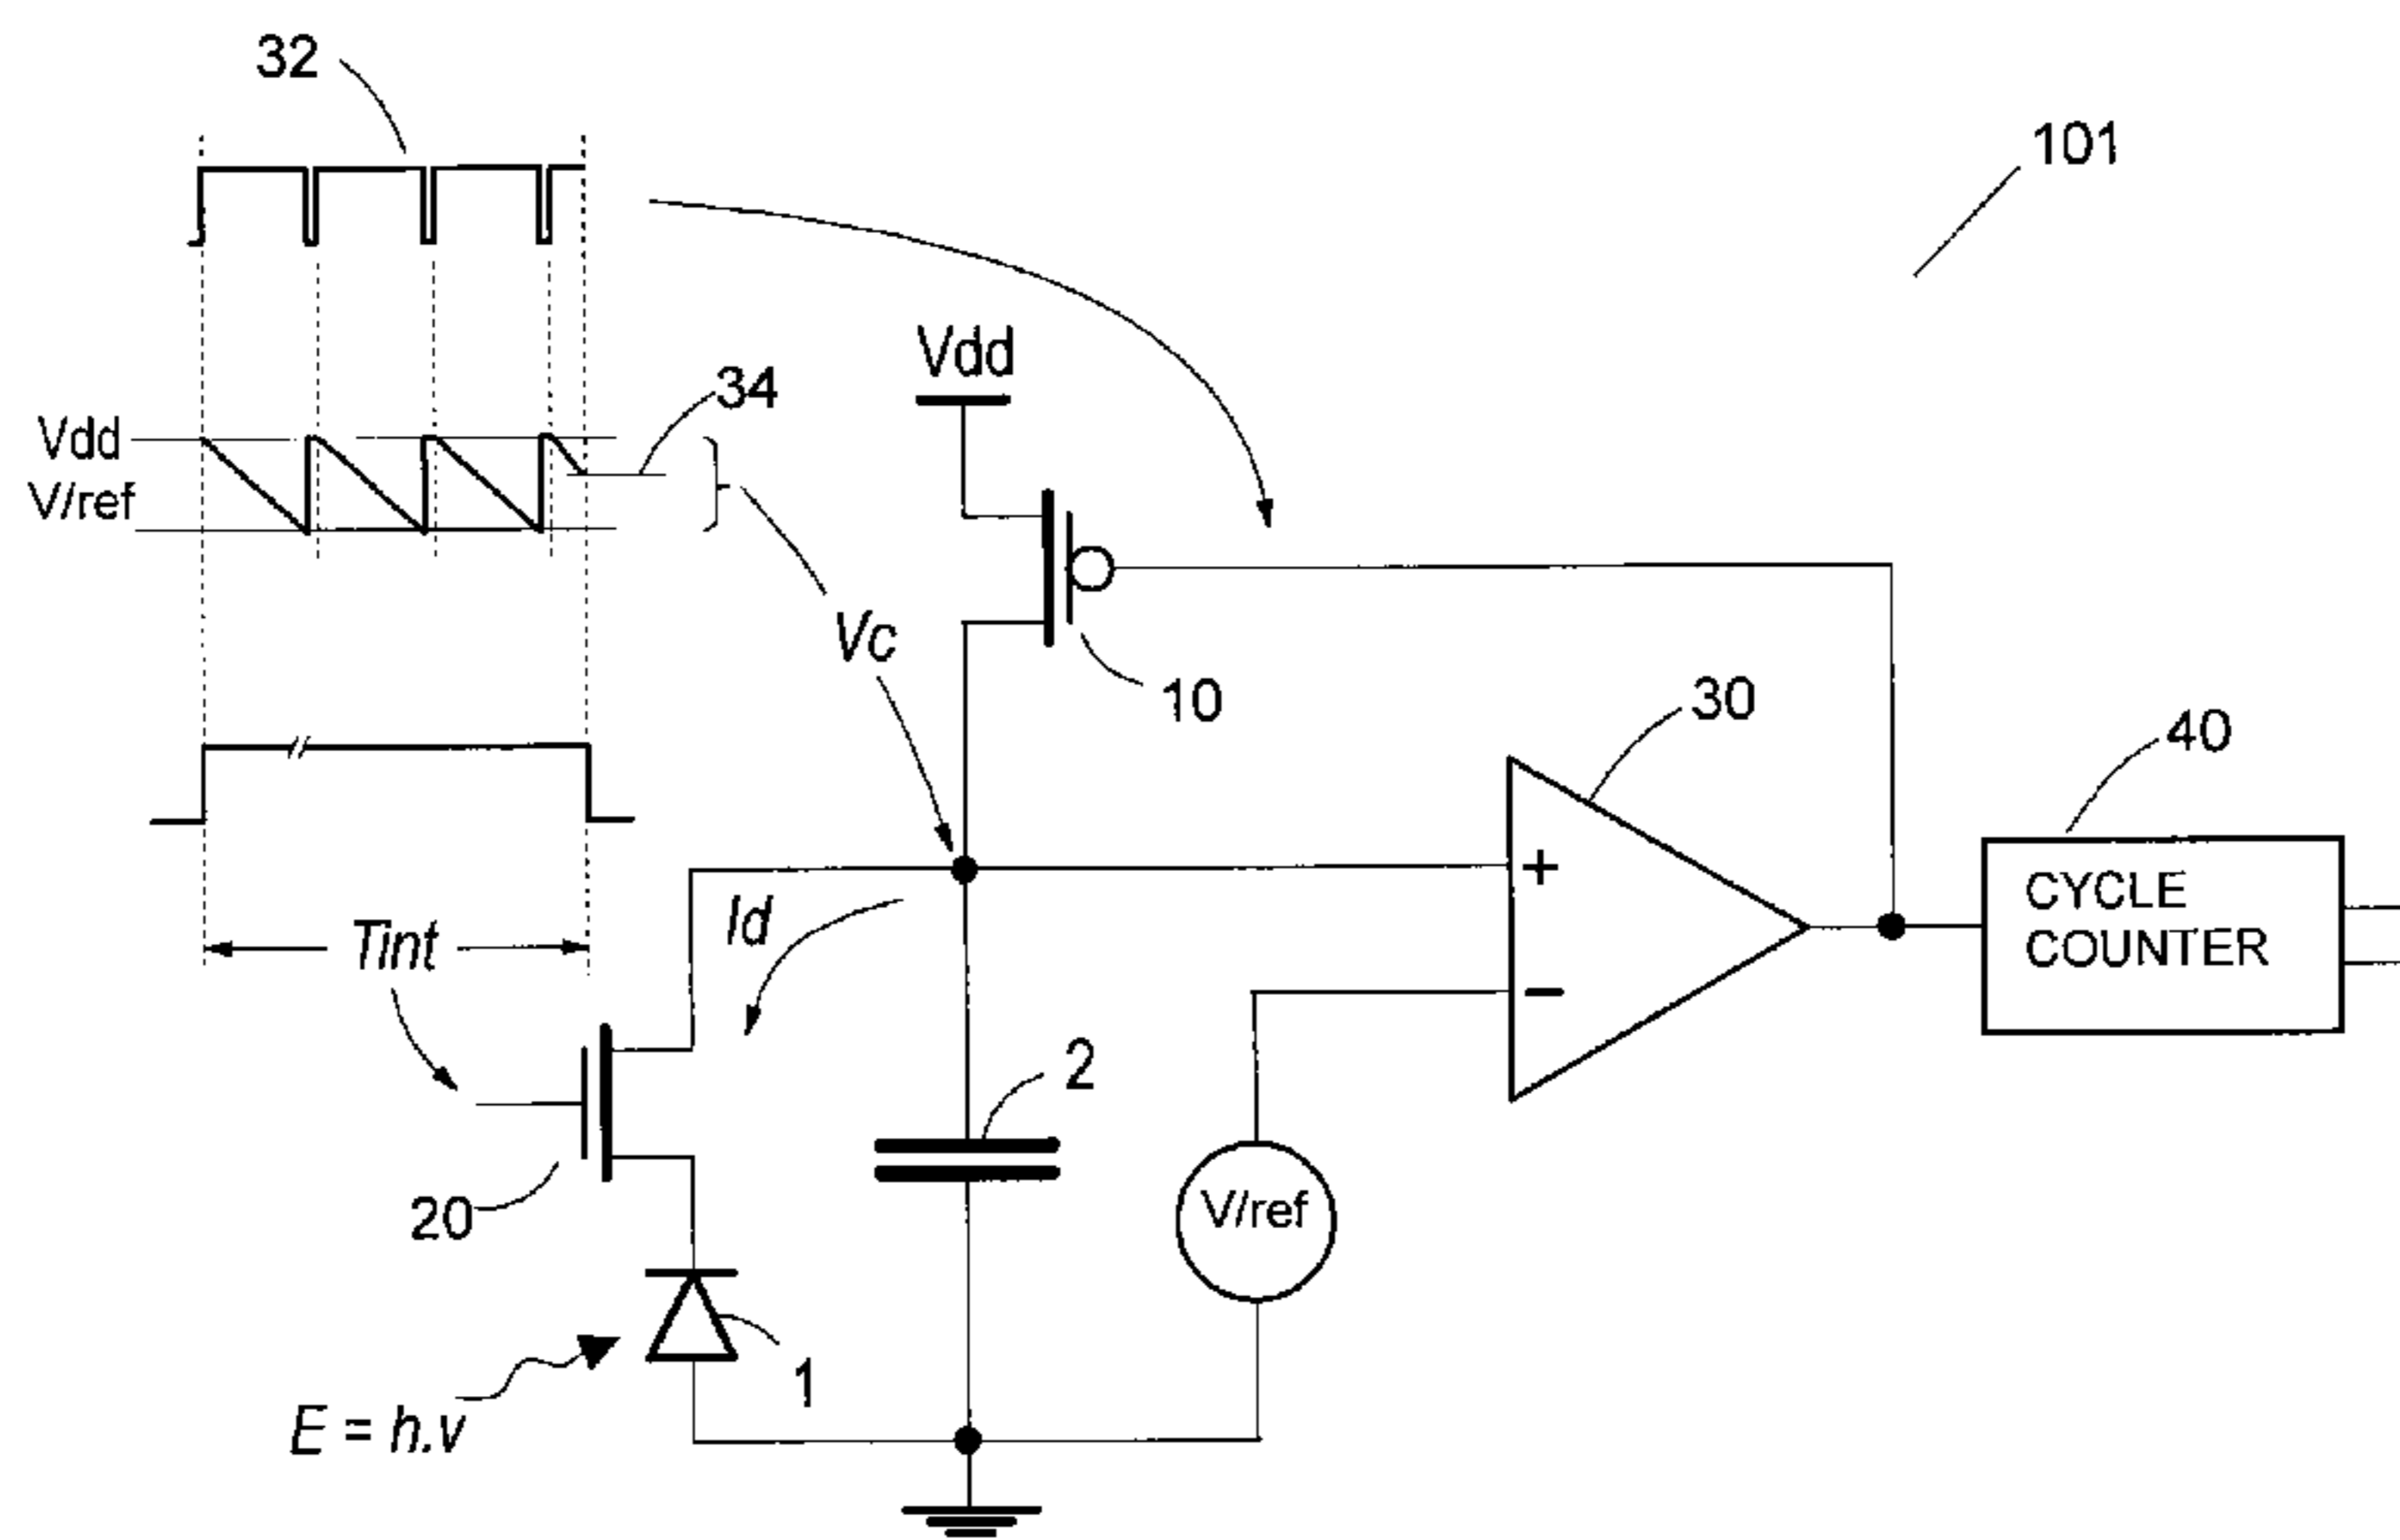 32
101
Vdd
34
Vdd
V/ref
Vc
10
30
40
+
CYCLE
COUNTER
Id
Tint
−
2
20
V/ref
1
E = h.v